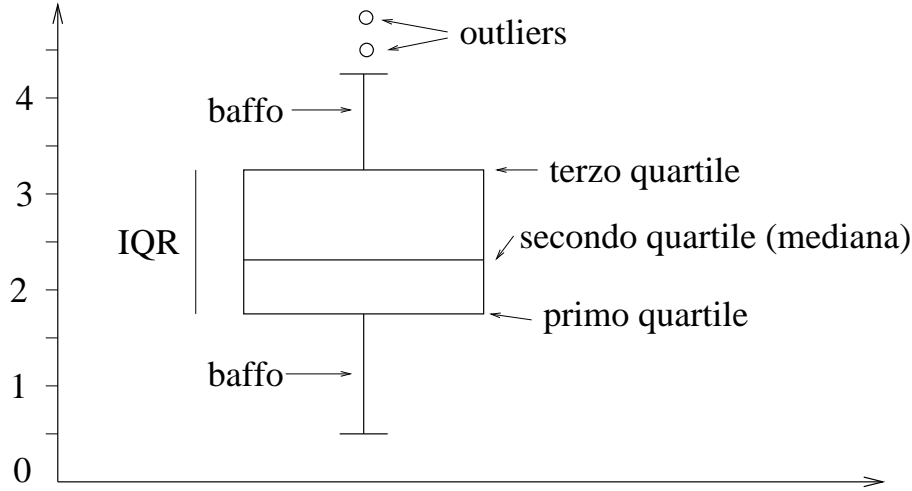 outliers
4
baffo
terzo quartile
3
IQR
secondo quartile (mediana)
2
primo quartile
baffo
1
0